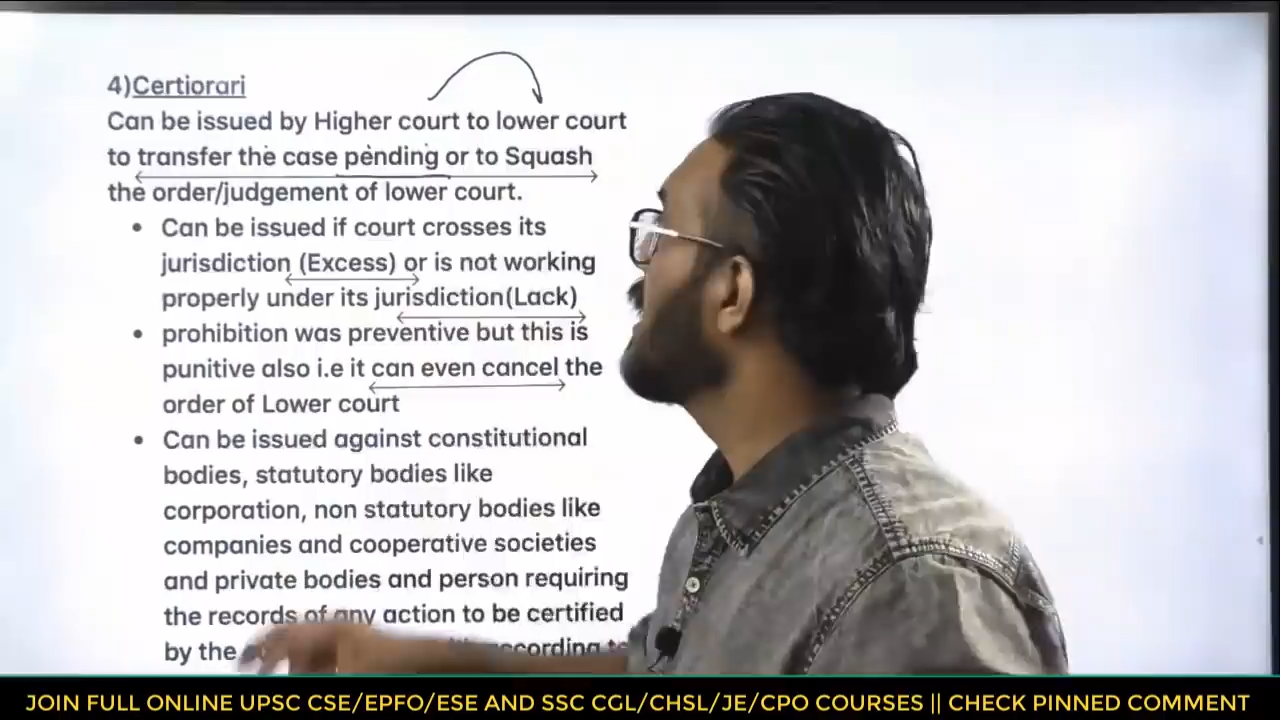 4)Certiorari
Can be issued by Higher court to lower court
to transfer the case pending or to Squash
the order/judgement of lower court.
• Can be issued if court crosses its
jurisdiction (Excess) or is not working
properly under its jurisdiction(Lack)
• prohibition was preventive but this is
punitive also i.e it can even cancel the
order of Lower court
• Can be issued against constitutional
bodies, statutory bodies like
corporation, non statutory bodies like
companies and cooperative societies
and private bodies and person requiring
the records of any action to be certified
by the according
JOIN FULL ONLINE UPSC CSE/EPFO/ESE AND SSC CGL/CHSL/JE/CPO COURSES || CHECK PINNED COMMENT